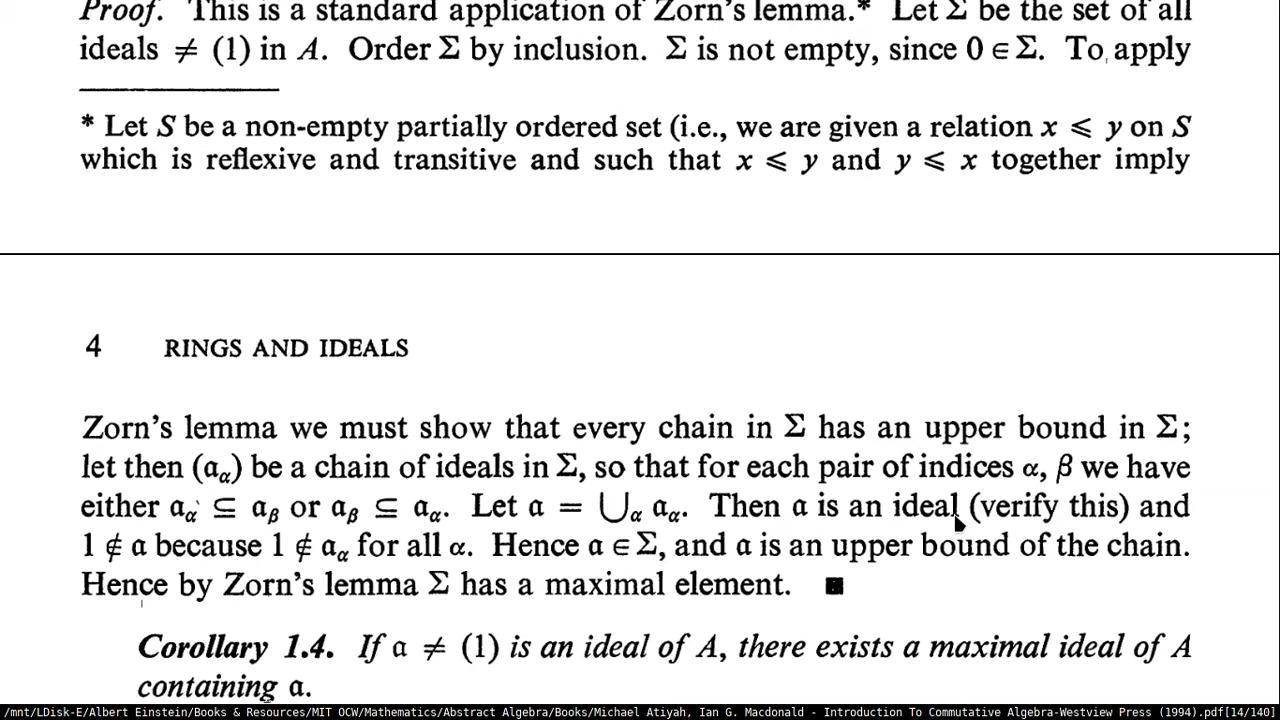 Proof. This is a standard application of Zorn's lemma.* Let Σ be the set of all
ideals ≠ (1) in A. Order Σ by inclusion. Σ is not empty, since 0 ∈ Σ. To apply
* Let S be a non-empty partially ordered set (i.e., we are given a relation x ⩽ y on S
which is reflexive and transitive and such that x ⩽ y and y ⩽ x together imply
4 RINGS AND IDEALS
Zorn's lemma we must show that every chain in Σ has an upper bound in Σ;
let then (𝔞_α) be a chain of ideals in Σ, so that for each pair of indices α, β we have
either 𝔞_α ⊆ 𝔞_β or 𝔞_β ⊆ 𝔞_α. Let 𝔞 = ⋃_α 𝔞_α. Then 𝔞 is an ideal (verify this) and
1 ∉ 𝔞 because 1 ∉ 𝔞_α for all α. Hence 𝔞 ∈ Σ, and 𝔞 is an upper bound of the chain.
Hence by Zorn's lemma Σ has a maximal element. ■
Corollary 1.4. If 𝔞 ≠ (1) is an ideal of A, there exists a maximal ideal of A
containing 𝔞.
/mnt/LDisk-E/Albert Einstein/Books & Resources/MIT OCW/Mathematics/Abstract Algebra/Books/Michael Atiyah, Ian G. Macdonald - Introduction To Commutative Algebra-Westview Press (1994).pdf[14/140]